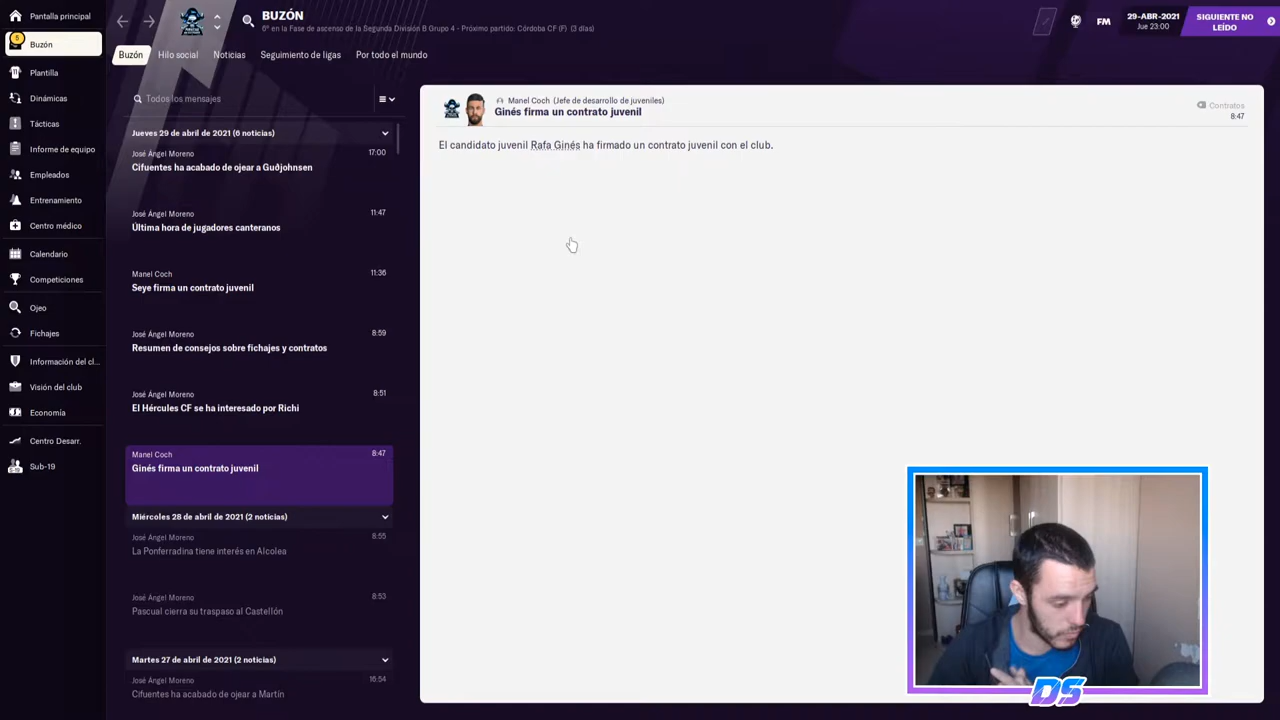 Pantalla principal
5
Buzón
Plantilla
Dinámicas
Tácticas
Informe de equipo
Empleados
Entrenamiento
Centro médico
Calendario
Competiciones
Ojeo
Fichajes
Información del cl...
Visión del club
Economía
Centro Desarr.
Sub-19
BUZÓN
6º en la Fase de ascenso de la Segunda División B Grupo 4 - Próximo partido: Córdoba CF (F) (3 días)
FM
29-ABR-2021
Jue 23:00
SIGUIENTE NO LEÍDO
Buzón
Hilo social
Noticias
Seguimiento de ligas
Por todo el mundo
Todos los mensajes
Jueves 29 de abril de 2021 (6 noticias)
José Ángel Moreno 17:00
Cifuentes ha acabado de ojear a Guðjohnsen
José Ángel Moreno 11:47
Última hora de jugadores canteranos
Manel Coch 11:36
Seye firma un contrato juvenil
José Ángel Moreno 8:59
Resumen de consejos sobre fichajes y contratos
José Ángel Moreno 8:51
El Hércules CF se ha interesado por Richi
Manel Coch 8:47
Ginés firma un contrato juvenil
Miércoles 28 de abril de 2021 (2 noticias)
José Ángel Moreno 8:55
La Ponferradina tiene interés en Alcolea
José Ángel Moreno 8:53
Pascual cierra su traspaso al Castellón
Martes 27 de abril de 2021 (2 noticias)
José Ángel Moreno 16:54
Cifuentes ha acabado de ojear a Martín
Manel Coch (Jefe de desarrollo de juveniles)
Ginés firma un contrato juvenil
Contratos
8:47
El candidato juvenil Rafa Ginés ha firmado un contrato juvenil con el club.
DS